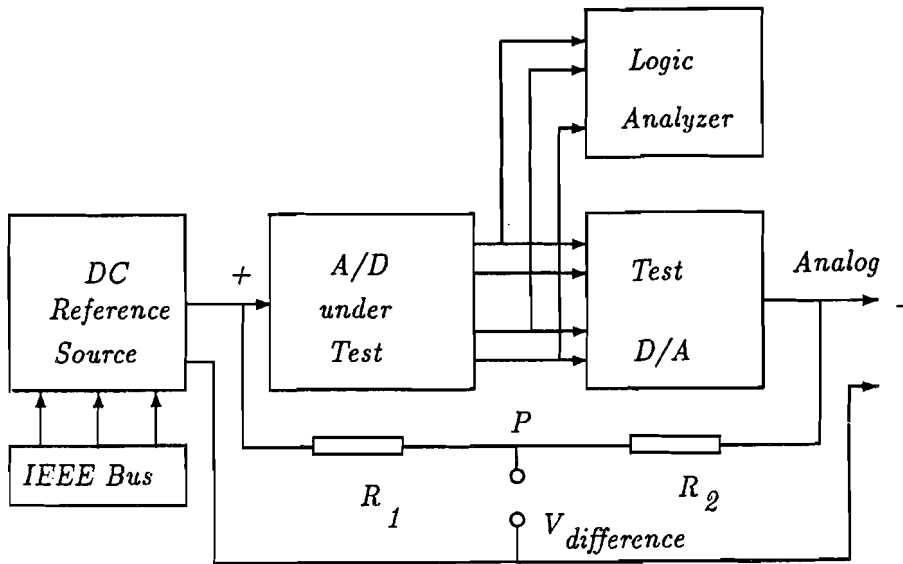 Logic
Analyzer
DC
Reference
Source
+
A/D
under
Test
Test
D/A
Analog
-
IEEE Bus
P
R1
R2
Vdifference